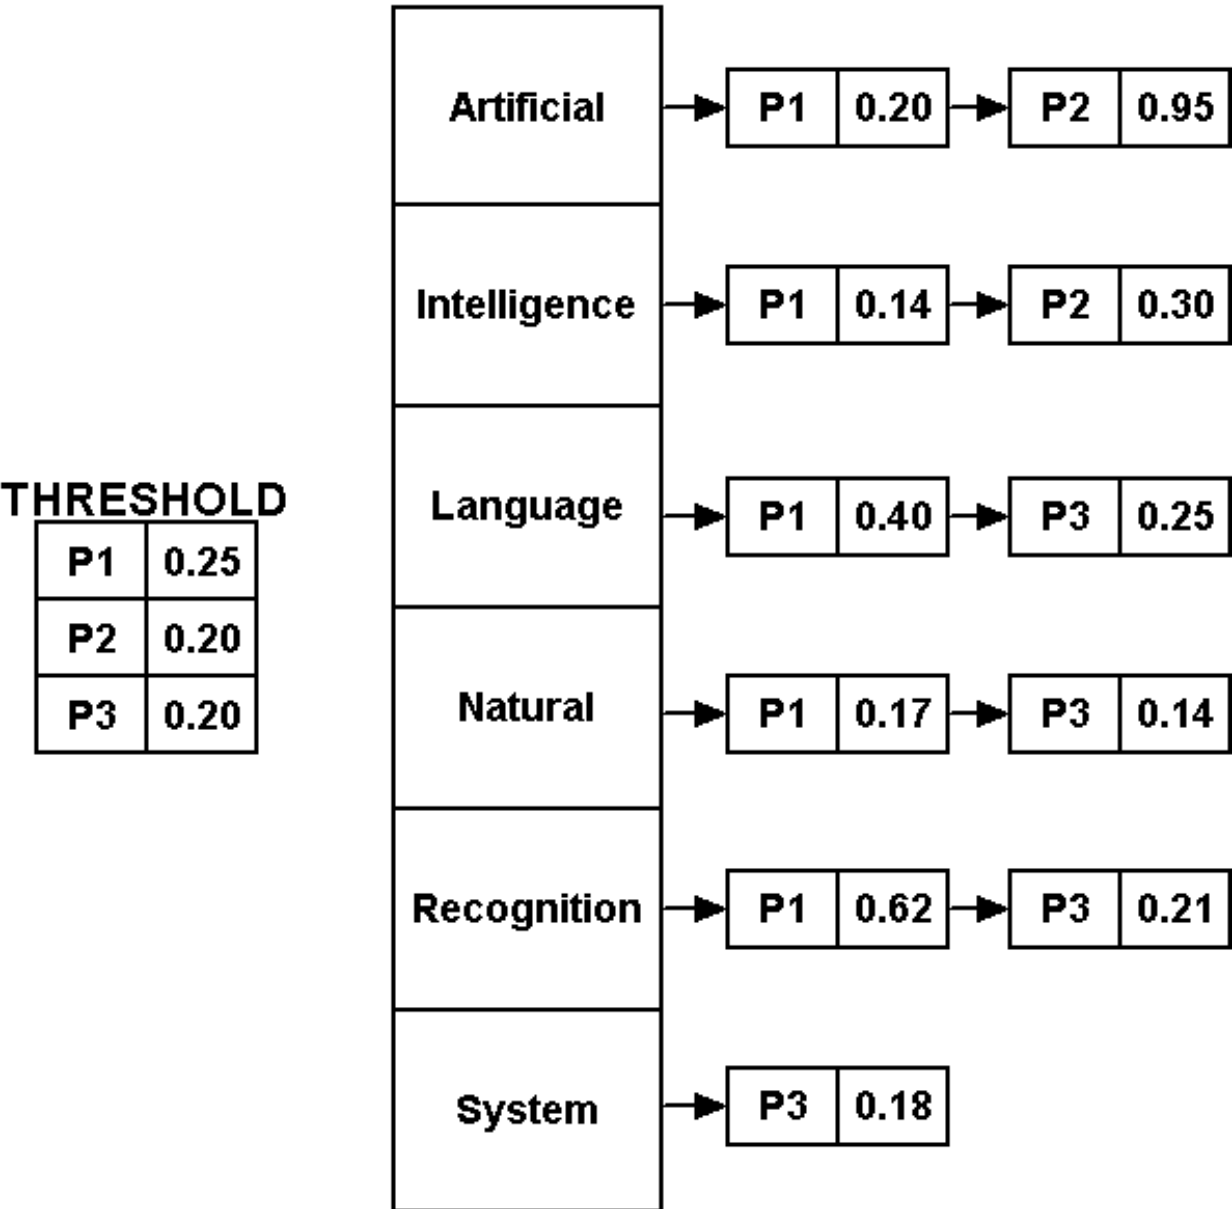 Artificial P1 0.20 P2 0.95
Intelligence P1 0.14 P2 0.30
Language P1 0.40 P3 0.25
THRESHOLD
P1 0.25
P2 0.20
P3 0.20
Natural P1 0.17 P3 0.14
Recognition P1 0.62 P3 0.21
System P3 0.18